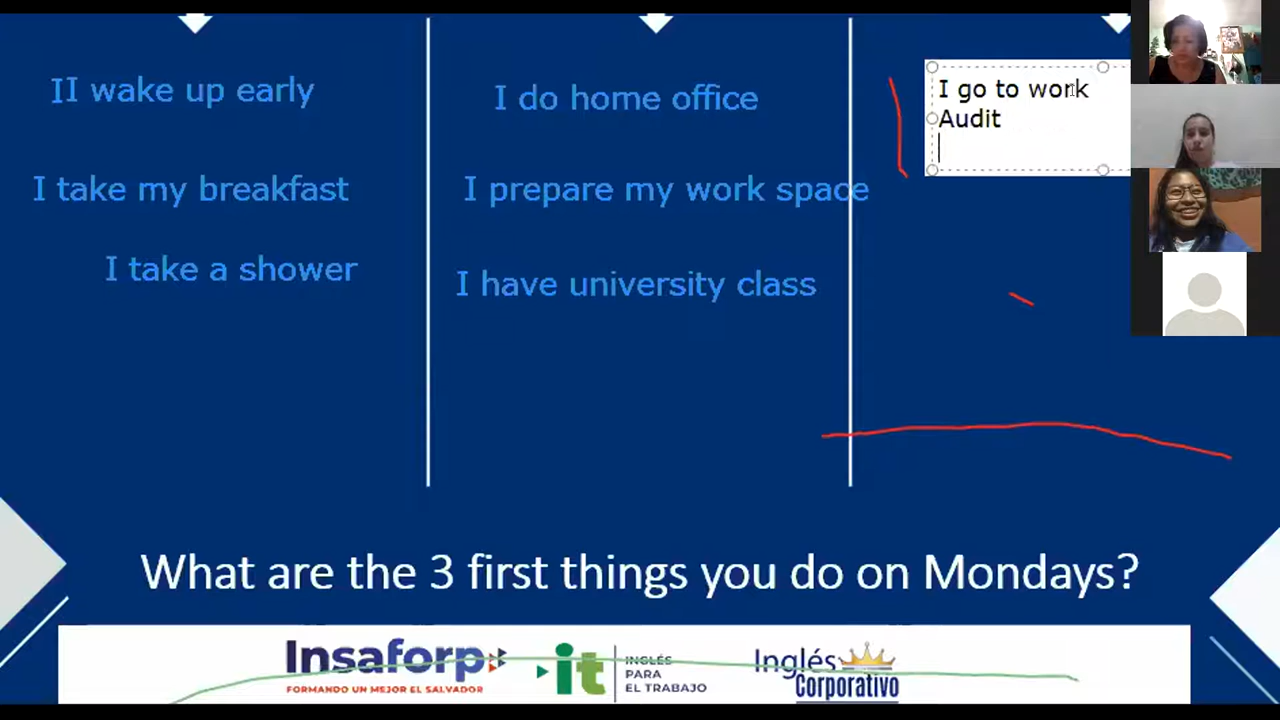 II wake up early
I take my breakfast
I take a shower
I do home office
I prepare my work space
I have university class
I go to work
Audit
What are the 3 first things you do on Mondays?
Insaforp
FORMANDO UN MEJOR EL SALVADOR
it
INGLÉS
PARA
EL TRABAJO
Inglés
Corporativo